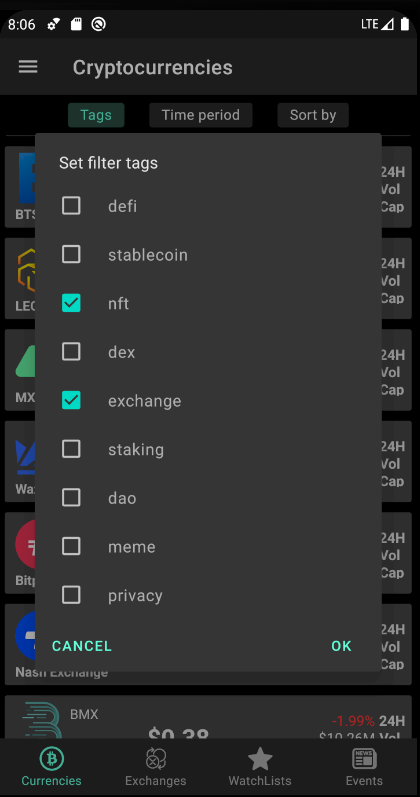 8:06
LTE
Cryptocurrencies
Tags
Time period
Sort by
Set filter tags
defi
stablecoin
nft
dex
exchange
staking
dao
meme
privacy
CANCEL
OK
BTS
24H
Vol
Cap
LEO
24H
Vol
Cap
MX
24H
Vol
Cap
24H
Vol
Cap
24H
Vol
Cap
24H
Vol
Cap
Nash Exchange
BMX
$0.38
-1.99% 24H
$10.26M Vol
Currencies
Exchanges
WatchLists
NEWS
Events